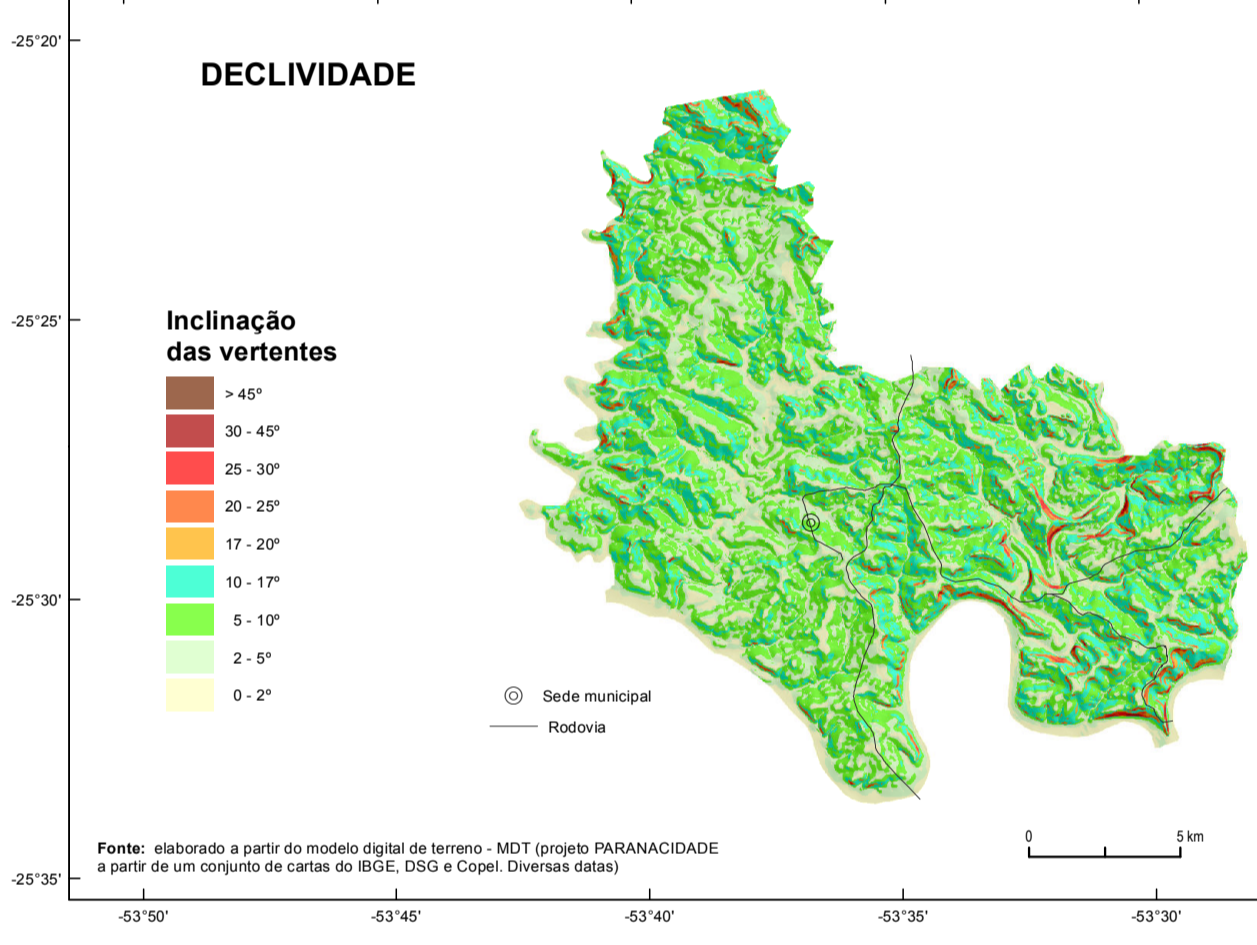 DECLIVIDADE
-25°20'
-25°25'
-25°30'
-25°35'
Inclinação
das vertentes
> 45º
30 - 45º
25 - 30º
20 - 25º
17 - 20º
10 - 17º
5 - 10º
2 - 5º
0 - 2º
Sede municipal
Rodovia
Fonte: elaborado a partir do modelo digital de terreno - MDT (projeto PARANACIDADE
a partir de um conjunto de cartas do IBGE, DSG e Copel. Diversas datas)
0 5 km
-53°50' -53°45' -53°40' -53°35' -53°30'